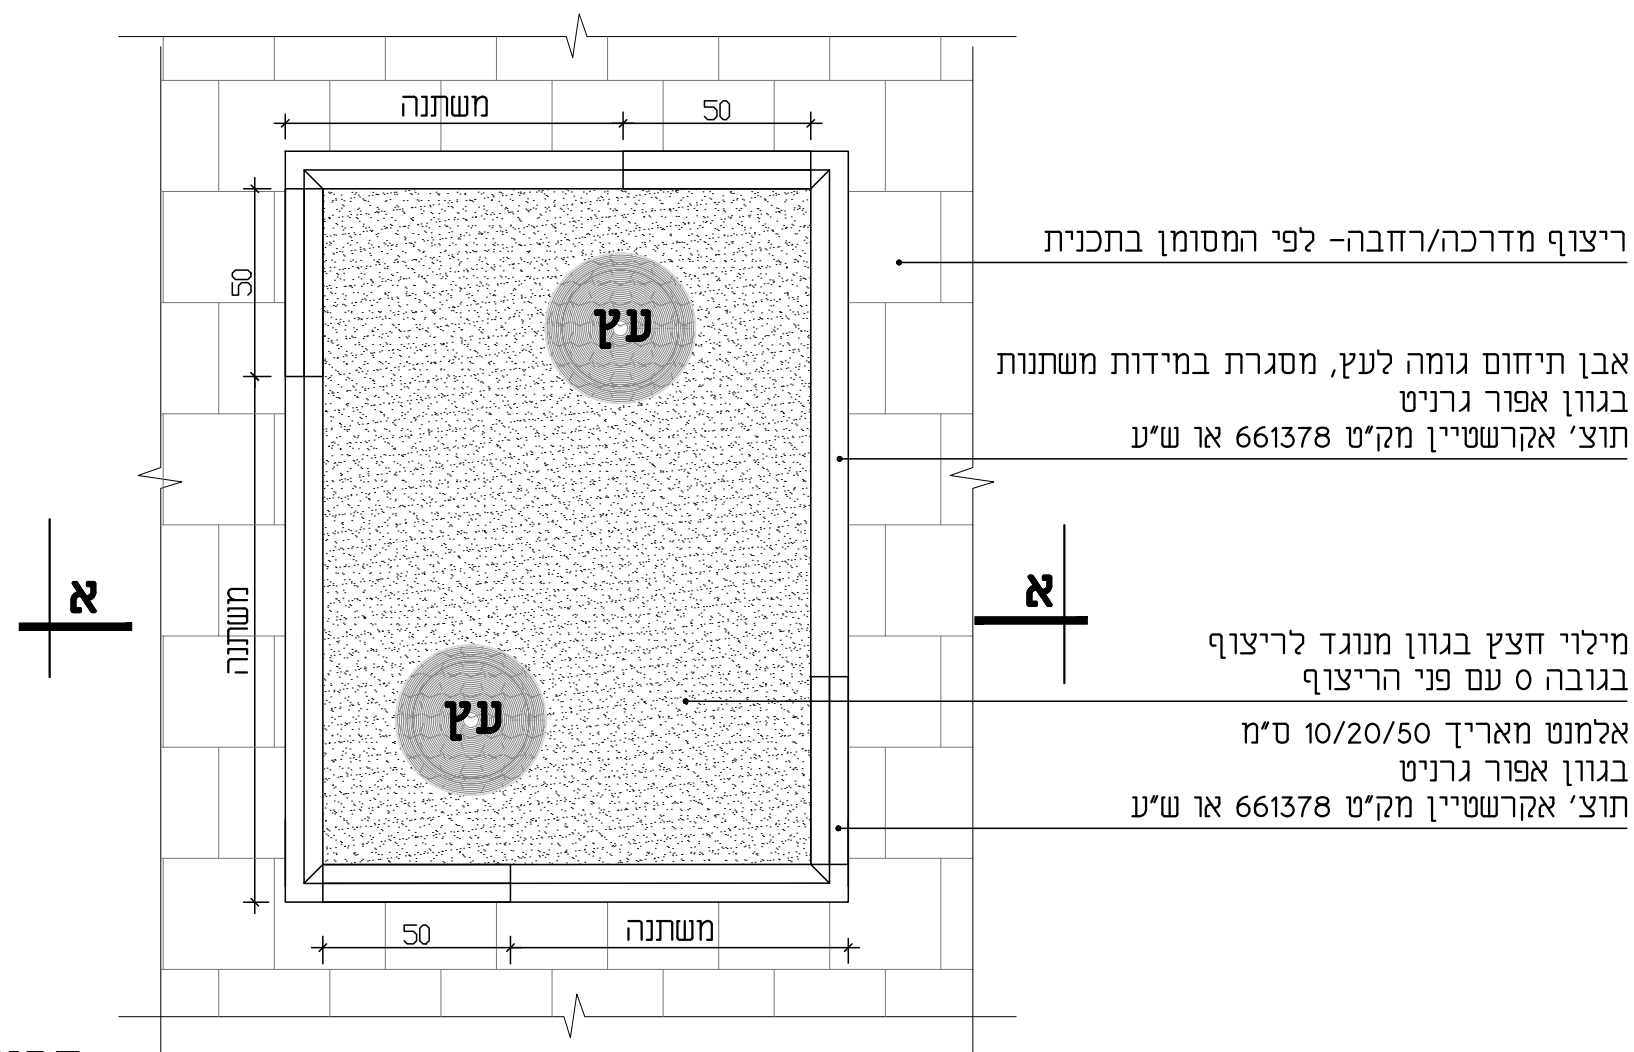 משתנה
50
ריצוף מדרכה/רחבה- לפי המסומן בתכנית
50
עץ
אבן תיחום גומה לעץ, מסגרת במידות משתנות
בגוון אפור גרניט
תוצ' אקרשטיין מק"ט 661378 או ש"ע
א
א
משתנה
מילוי חצץ בגוון מנוגד לריצוף
בגובה 0 עם פני הריצוף
עץ
אלמנט מאריך 10/20/50 ס"מ
בגוון אפור גרניט
תוצ' אקרשטיין מק"ט 661378 או ש"ע
50
משתנה